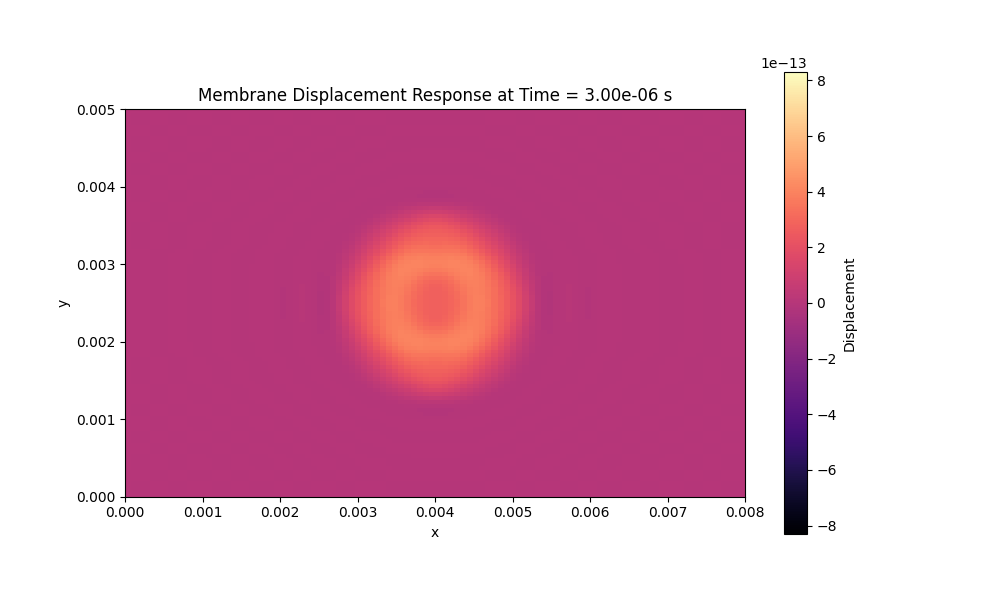 1e−13
Membrane Displacement Response at Time = 3.00e-06 s
0.005
0.004
0.003
0.002
0.001
0.000
y
0.000 0.001 0.002 0.003 0.004 0.005 0.006 0.007 0.008
x
8
6
4
2
0
−2
−4
−6
−8
Displacement